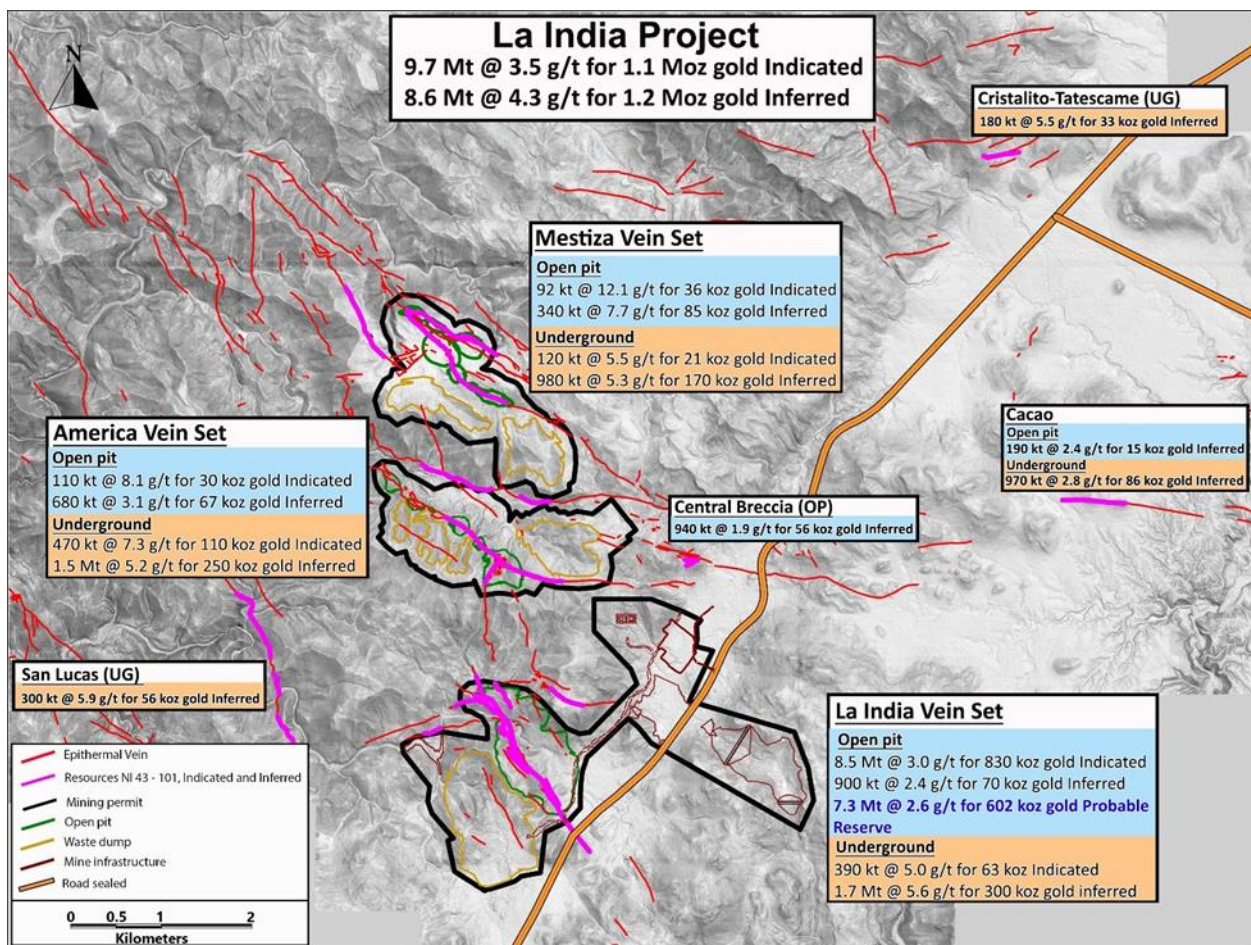 La India Project
9.7 Mt @ 3.5 g/t for 1.1 Moz gold Indicated
8.6 Mt @ 4.3 g/t for 1.2 Moz gold Inferred
N
Cristalito-Tatescame (UG)
180 kt @ 5.5 g/t for 33 koz gold Inferred
Mestiza Vein Set
Open pit
92 kt @ 12.1 g/t for 36 koz gold Indicated
340 kt @ 7.7 g/t for 85 koz gold Inferred
Underground
120 kt @ 5.5 g/t for 21 koz gold Indicated
980 kt @ 5.3 g/t for 170 koz gold Inferred
America Vein Set
Open pit
110 kt @ 8.1 g/t for 30 koz gold Indicated
680 kt @ 3.1 g/t for 67 koz gold Inferred
Underground
470 kt @ 7.3 g/t for 110 koz gold Indicated
1.5 Mt @ 5.2 g/t for 250 koz gold Inferred
Cacao
Open pit
190 kt @ 2.4 g/t for 15 koz gold Inferred
Underground
970 kt @ 2.8 g/t for 86 koz gold Inferred
Central Breccia (OP)
940 kt @ 1.9 g/t for 56 koz gold Inferred
San Lucas (UG)
300 kt @ 5.9 g/t for 56 koz gold Inferred
La India Vein Set
Open pit
8.5 Mt @ 3.0 g/t for 830 koz gold Indicated
900 kt @ 2.4 g/t for 70 koz gold Inferred
7.3 Mt @ 2.6 g/t for 602 koz gold Probable
Reserve
Underground
390 kt @ 5.0 g/t for 63 koz Indicated
1.7 Mt @ 5.6 g/t for 300 koz inferred
Epithermal Vein
Resources NI 43 - 101, Indicated and Inferred
Mining permit
Open pit
Waste dump
Mine infrastructure
Road sealed
0 0.5 1 2
Kilometers